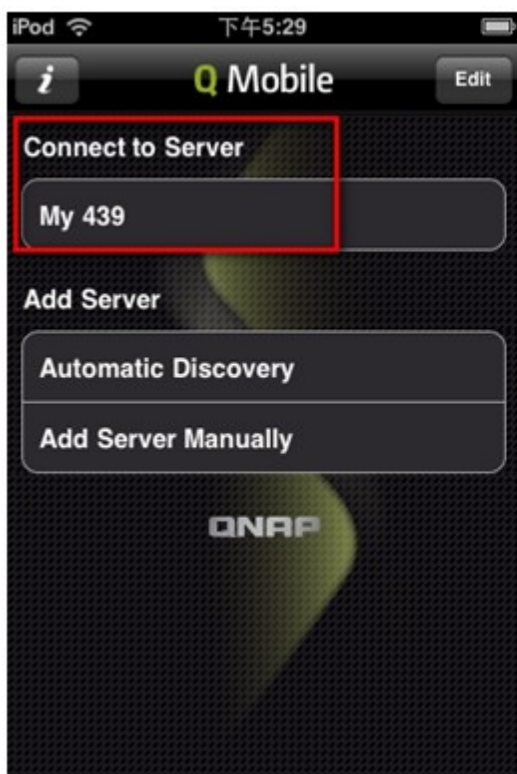 iPod 下午5:29
i Q Mobile Edit
Connect to Server
My 439
Add Server
Automatic Discovery
Add Server Manually
QNAP